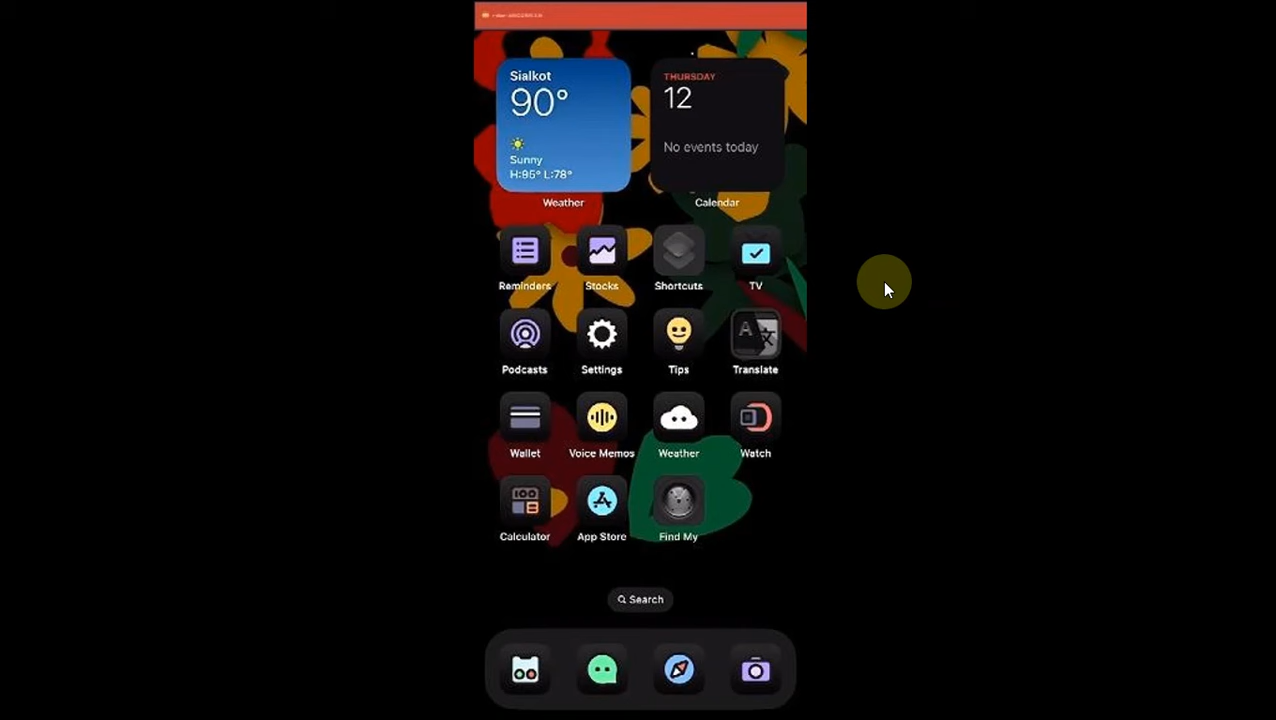 Sialkot
90°
Sunny
H:95° L:78°
Weather
THURSDAY
12
No events today
Calendar
Reminders
Stocks
Shortcuts
TV
Podcasts
Settings
Tips
A
Translate
Wallet
Voice Memos
Weather
Watch
100
Calculator
App Store
Find My
Search